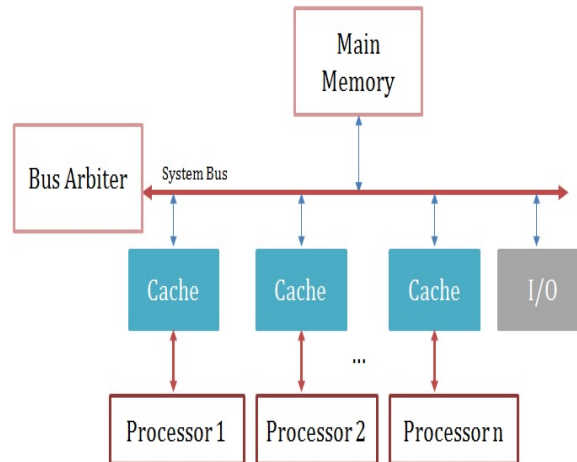 Main
Memory
Bus Arbiter
System Bus
Cache
Cache
Cache
I/O
...
Processor 1
Processor 2
Processor n